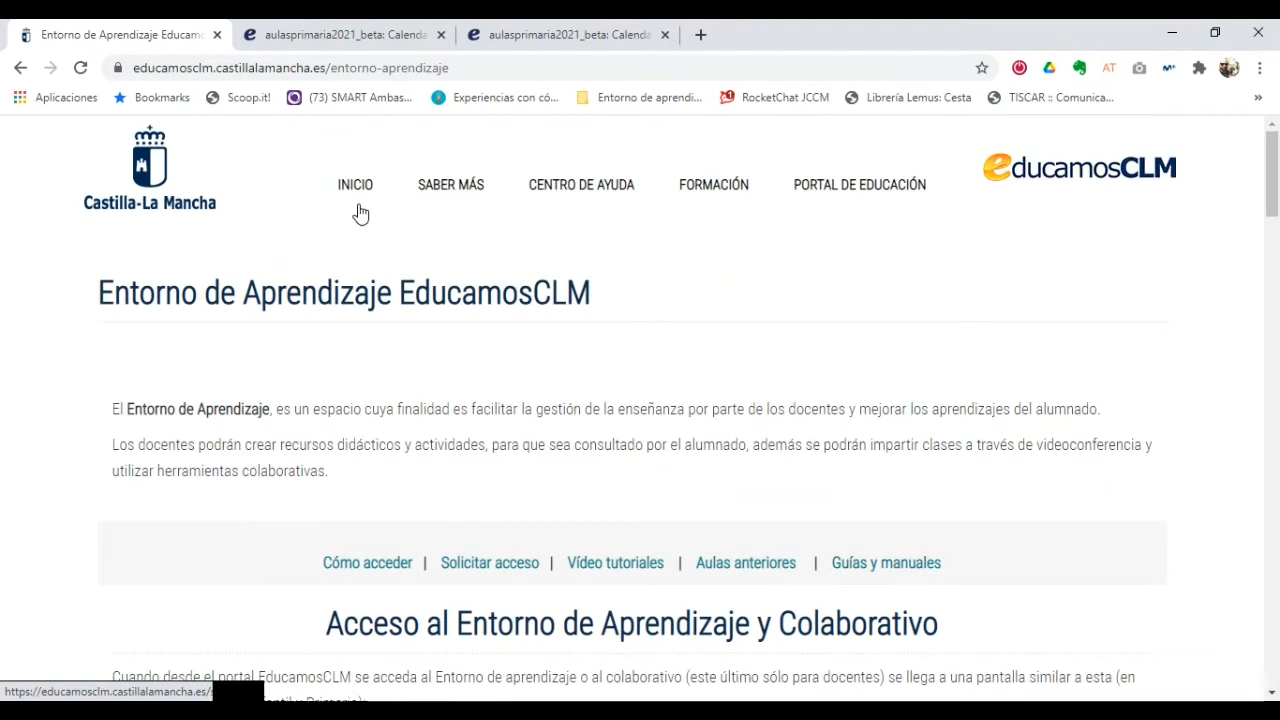 Entorno de Aprendizaje Educamo
aulasprimaria2021_beta: Calenda
aulasprimaria2021_beta: Calenda
educamosclm.castillalamancha.es/entorno-aprendizaje
Aplicaciones
Bookmarks
Scoop.it!
(73) SMART Ambas...
Experiencias con có...
Entorno de aprendi...
RocketChat JCCM
Librería Lemus: Cesta
TISCAR :: Comunica...
Castilla-La Mancha
INICIO
SABER MÁS
CENTRO DE AYUDA
FORMACIÓN
PORTAL DE EDUCACIÓN
educamosCLM
Entorno de Aprendizaje EducamosCLM
El Entorno de Aprendizaje, es un espacio cuya finalidad es facilitar la gestión de la enseñanza por parte de los docentes y mejorar los aprendizajes del alumnado.
Los docentes podrán crear recursos didácticos y actividades, para que sea consultado por el alumnado, además se podrán impartir clases a través de videoconferencia y
utilizar herramientas colaborativas.
Cómo acceder | Solicitar acceso | Vídeo tutoriales | Aulas anteriores | Guías y manuales
Acceso al Entorno de Aprendizaje y Colaborativo
Cuando desde el portal EducamosCLM se acceda al Entorno de aprendizaje o al colaborativo (este último sólo para docentes) se llega a una pantalla similar a esta (en
https://educamosclm.castillalamancha.es/